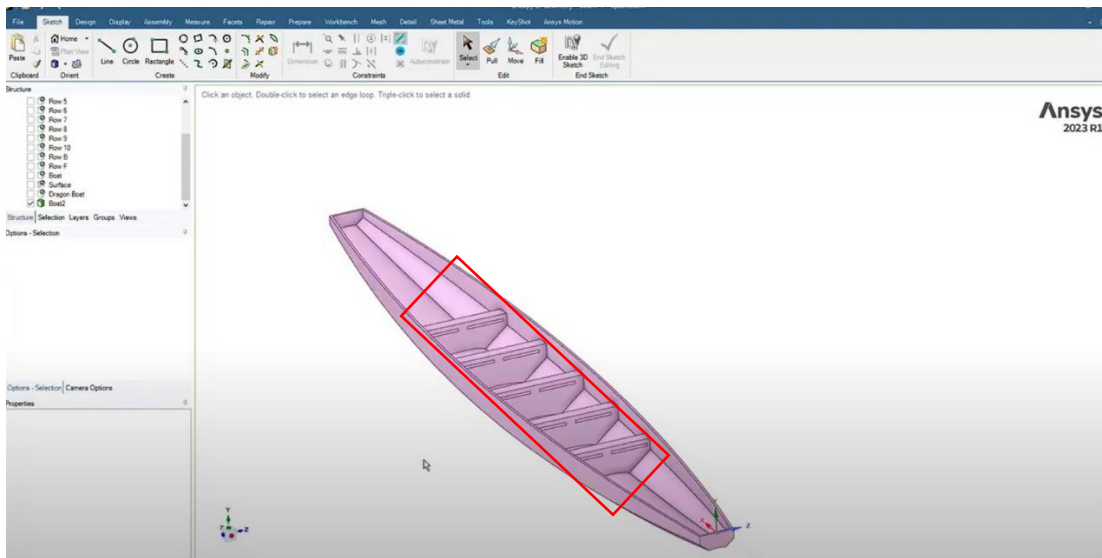 File Sketch Design Display Assembly Measure Facets Repair Prepare Workbench Mesh Detail Sheet Metal Tools KeyShot Ansys Motion
Paste
Home
Plan View
Line Circle Rectangle
Dimension
Autoconstrain
Select Pull Move Fill
Enable 3D Sketch
End Sketch Editing
Clipboard Orient Create Modify Constraints Edit End Sketch
Structure
Click an object. Double-click to select an edge loop. Triple-click to select a solid
Row 5
Row 6
Row 7
Row 8
Row 9
Row 10
Row B
Row F
Boat
Surface
Dragon Boat
Boat2
Structure Selection Layers Groups Views
Options - Selection
Options - Selection Camera Options
Properties
Ansys
2023 R1
Y
Z
Z